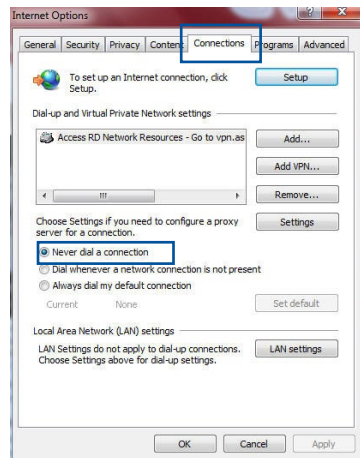 Internet Options
General Security Privacy Content Connections Programs Advanced
To set up an Internet connection, click
Setup.
Setup
Dial-up and Virtual Private Network settings
Access RD Network Resources - Go to vpn.as
Add...
Add VPN...
Remove...
Choose Settings if you need to configure a proxy
server for a connection.
Settings
Never dial a connection
Dial whenever a network connection is not present
Always dial my default connection
Current None
Set default
Local Area Network (LAN) settings
LAN Settings do not apply to dial-up connections.
Choose Settings above for dial-up settings.
LAN settings
OK Cancel Apply